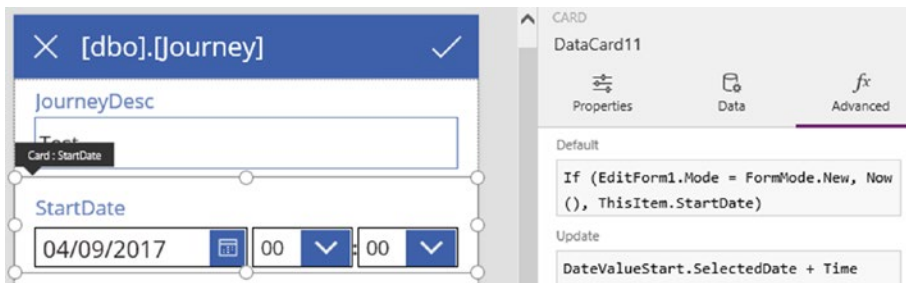 [dbo].[Journey]
JourneyDesc
Test
Card : StartDate
StartDate
04/09/2017 00 : 00
CARD
DataCard11
Properties Data Advanced
Default
If (EditForm1.Mode = FormMode.New, Now
(), ThisItem.StartDate)
Update
DateValueStart.SelectedDate + Time